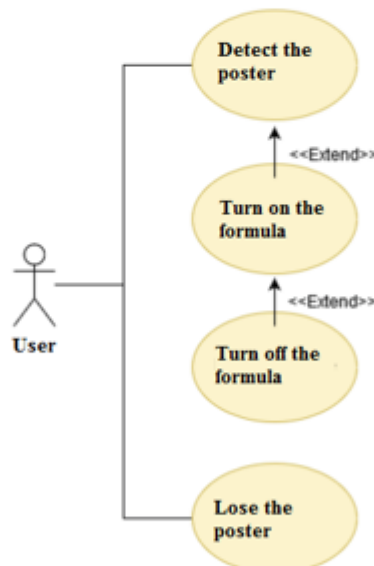 Detect the
poster
<<Extend>>
Turn on the
formula
<<Extend>>
User
Turn off the
formula
Lose the
poster